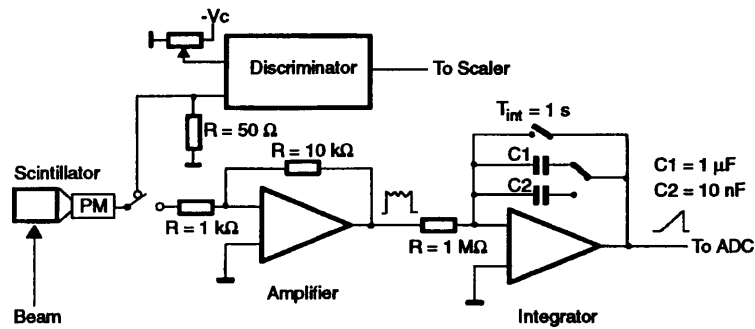 -Vc
Discriminator
To Scaler
R = 50 Ω
T int = 1 s
R = 10 kΩ
C1
C1 = 1 μF
Scintillator
C2
C2 = 10 nF
PM
R = 1 kΩ
R = 1 MΩ
To ADC
Beam
Amplifier
Integrator